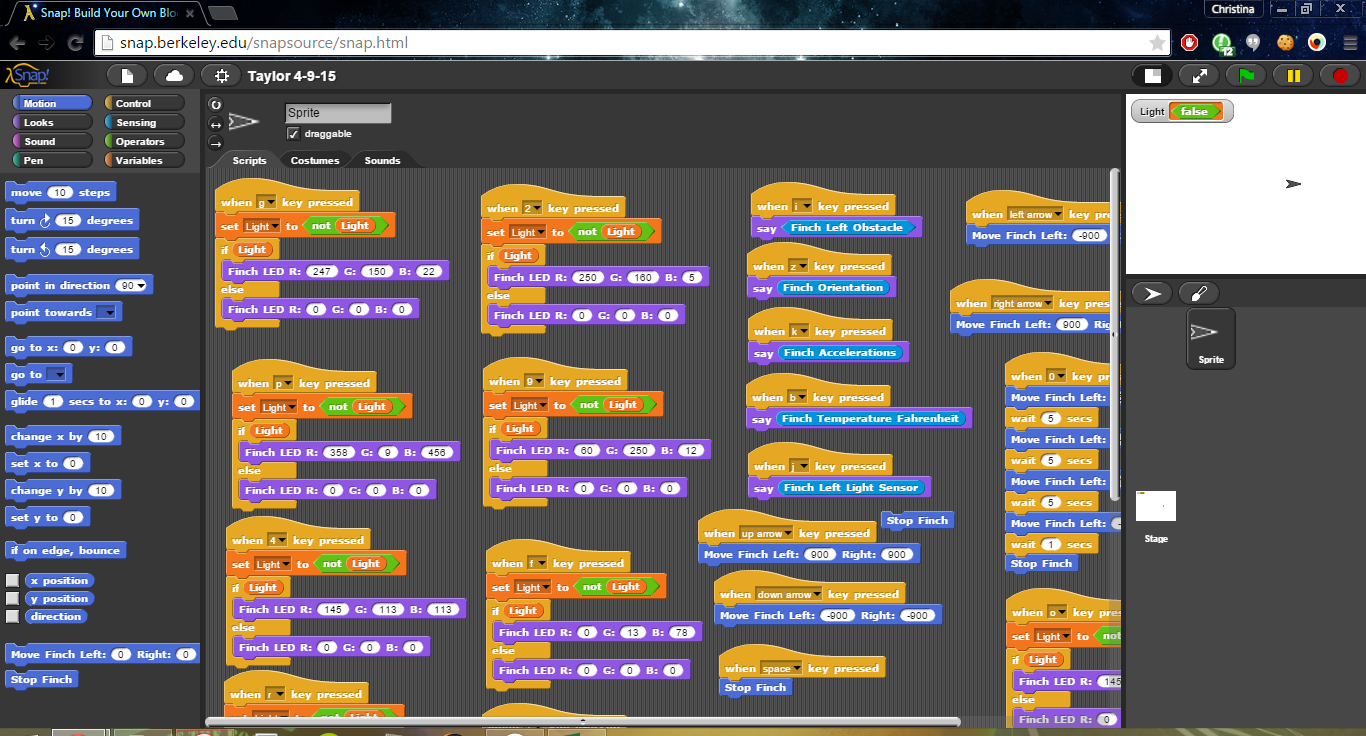 Snap! Build Your Own Blo
Christina
snap.berkeley.edu/snapsource/snap.html
12
Snap!
Taylor 4-9-15
Motion
Control
Looks
Sensing
Sound
Operators
Pen
Variables
move 10 steps
turn 15 degrees
turn 15 degrees
point in direction 90
point towards
go to x: 0 y: 0
go to
glide 1 secs to x: 0 y: 0
change x by 10
set x to 0
change y by 10
set y to 0
if on edge, bounce
x position
y position
direction
Move Finch Left: 0 Right: 0
Stop Finch
Sprite
draggable
Scripts
Costumes
Sounds
when g key pressed
set Light to not Light
if Light
Finch LED R: 247 G: 150 B: 22
else
Finch LED R: 0 G: 0 B: 0
when p key pressed
set Light to not Light
if Light
Finch LED R: 358 G: 9 B: 456
else
Finch LED R: 0 G: 0 B: 0
when 4 key pressed
set Light to not Light
if Light
Finch LED R: 145 G: 113 B: 113
else
Finch LED R: 0 G: 0 B: 0
when r key pressed
when 2 key pressed
set Light to not Light
if Light
Finch LED R: 250 G: 160 B: 5
else
Finch LED R: 0 G: 0 B: 0
when 9 key pressed
set Light to not Light
if Light
Finch LED R: 60 G: 250 B: 12
else
Finch LED R: 0 G: 0 B: 0
when f key pressed
set Light to not Light
if Light
Finch LED R: 0 G: 13 B: 78
else
Finch LED R: 0 G: 0 B: 0
when i key pressed
say Finch Left Obstacle
when z key pressed
say Finch Orientation
when k key pressed
say Finch Accelerations
when b key pressed
say Finch Temperature Fahrenheit
when j key pressed
say Finch Left Light Sensor
Stop Finch
when up arrow key pressed
Move Finch Left: 900 Right: 900
when down arrow key pressed
Move Finch Left: -900 Right: -900
when space key pressed
Stop Finch
when left arrow key pre
Move Finch Left: -900
when right arrow key press
Move Finch Left: 900 Rig
when 0 key p
Move Finch Left:
wait 5 secs
Move Finch Left:
wait 5 secs
Move Finch Left:
wait 5 secs
Move Finch Left:
wait 1 secs
Stop Finch
when o key pres
set Light to not
if Light
Finch LED R: 145
else
Finch LED R: 0
Light false
Sprite
Stage